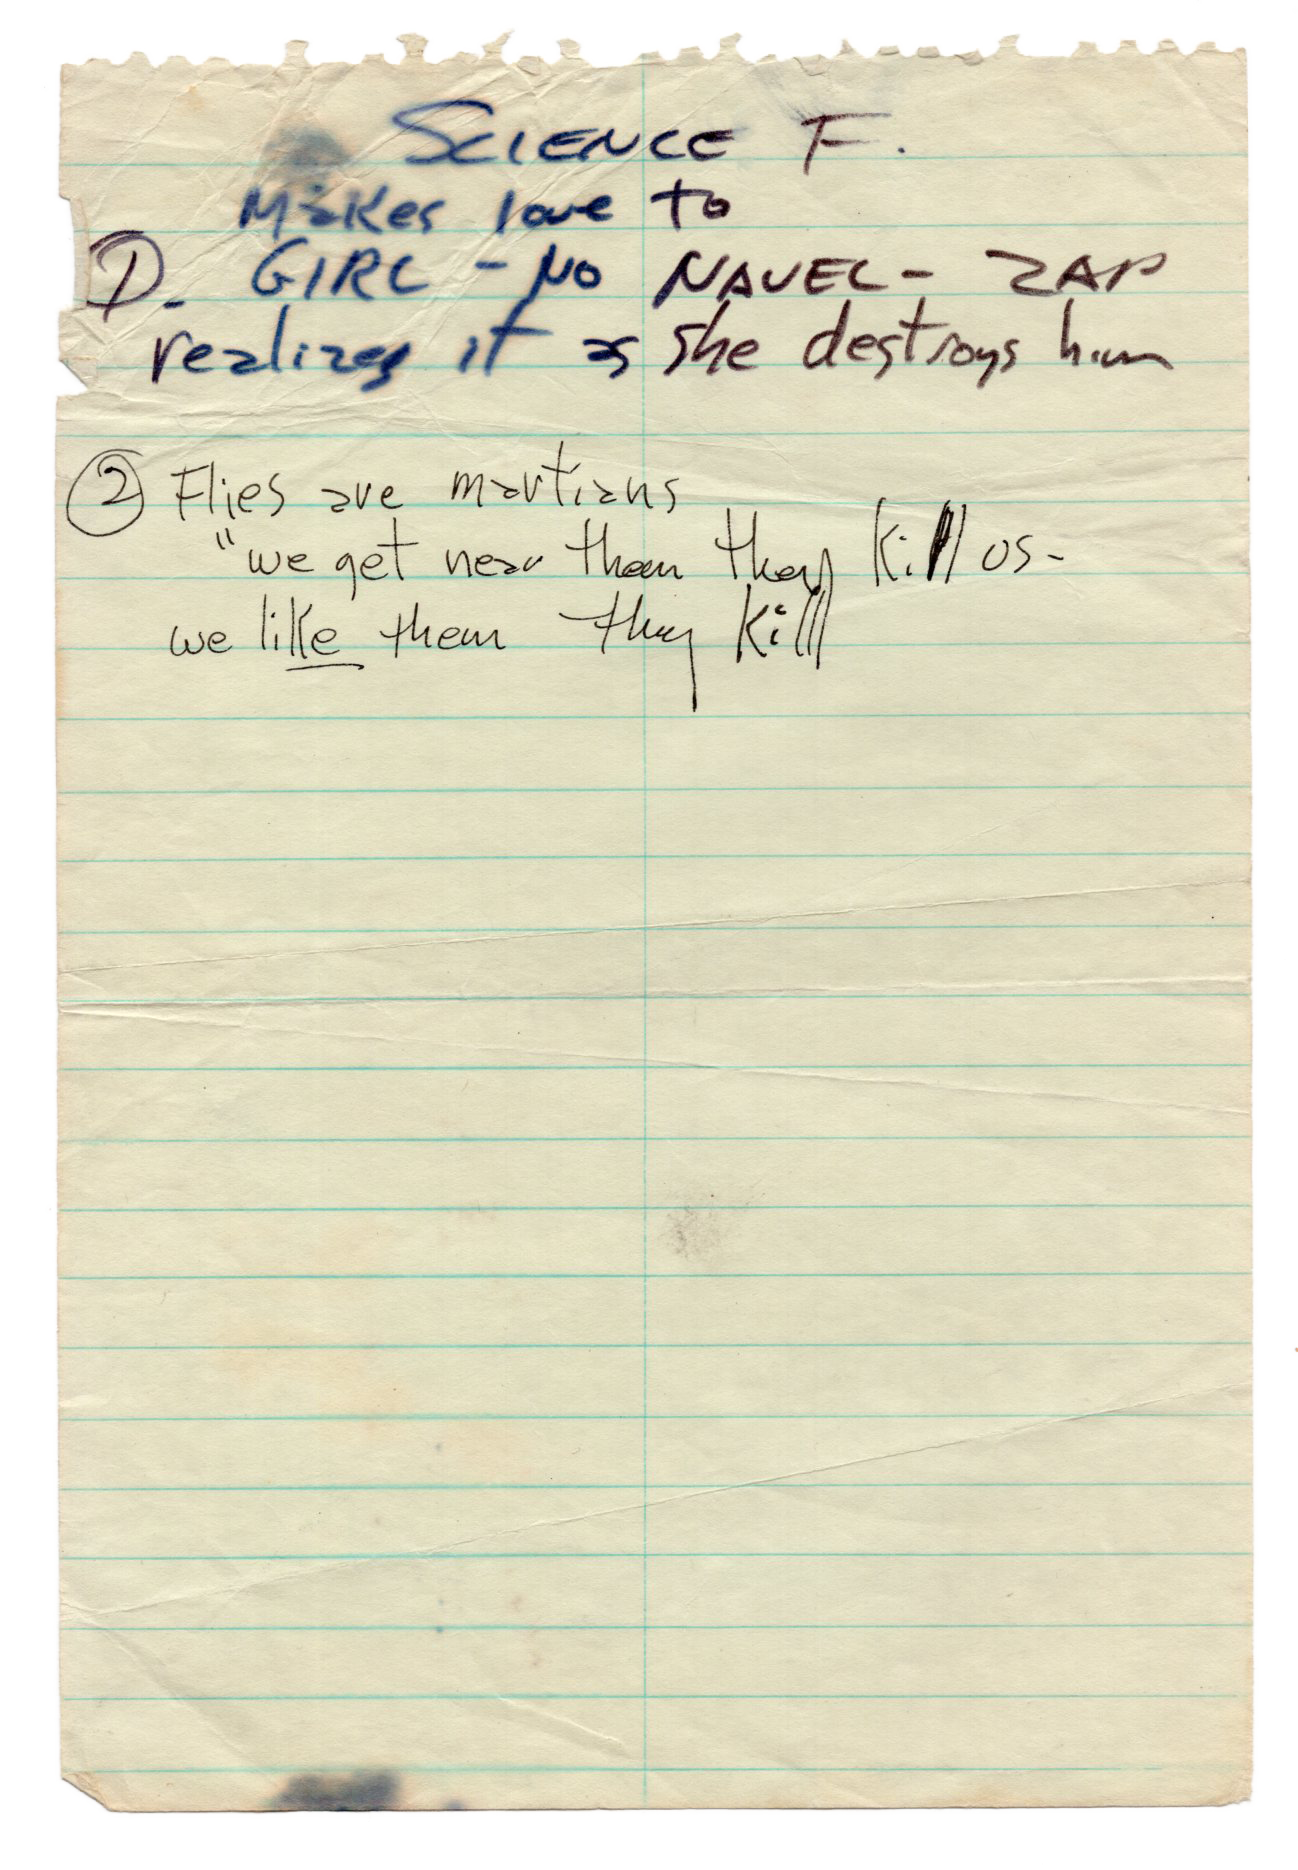 SCIENCE F.
Makes love to
1. GIRL - NO NAVEL - ZAP
realizes it as she destroys him
2 Flies are martians
"we get near them they kill us -
we like them they kill